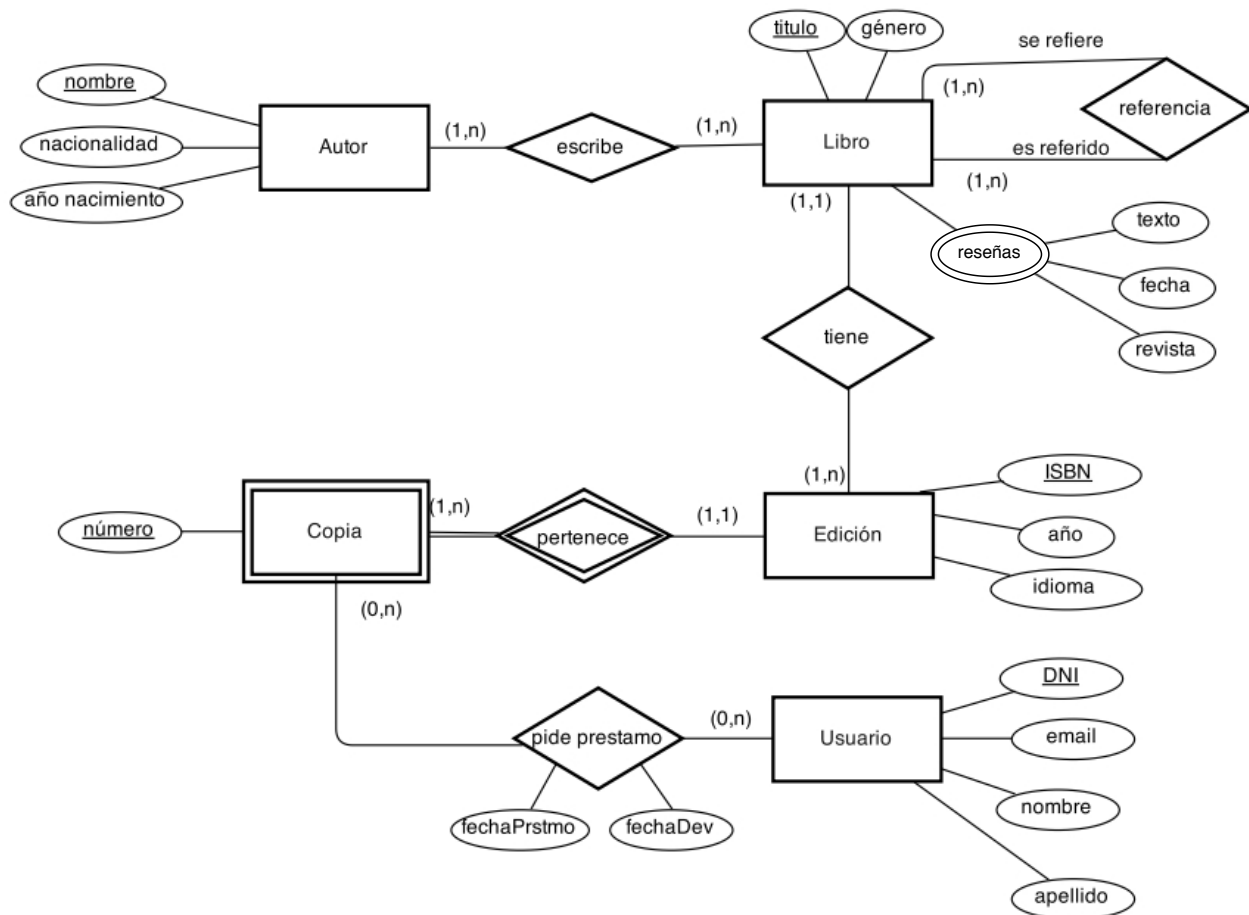 titulo
género
se refiere
nombre
(1,n)
referencia
nacionalidad
Autor
(1,n)
escribe
(1,n)
Libro
es referido
año nacimiento
(1,1)
(1,n)
texto
reseñas
fecha
tiene
revista
(1,n)
ISBN
número
Copia
(1,n)
pertenece
(1,1)
Edición
año
idioma
(0,n)
DNI
pide prestamo
(0,n)
Usuario
email
nombre
fechaPrstmo
fechaDev
apellido